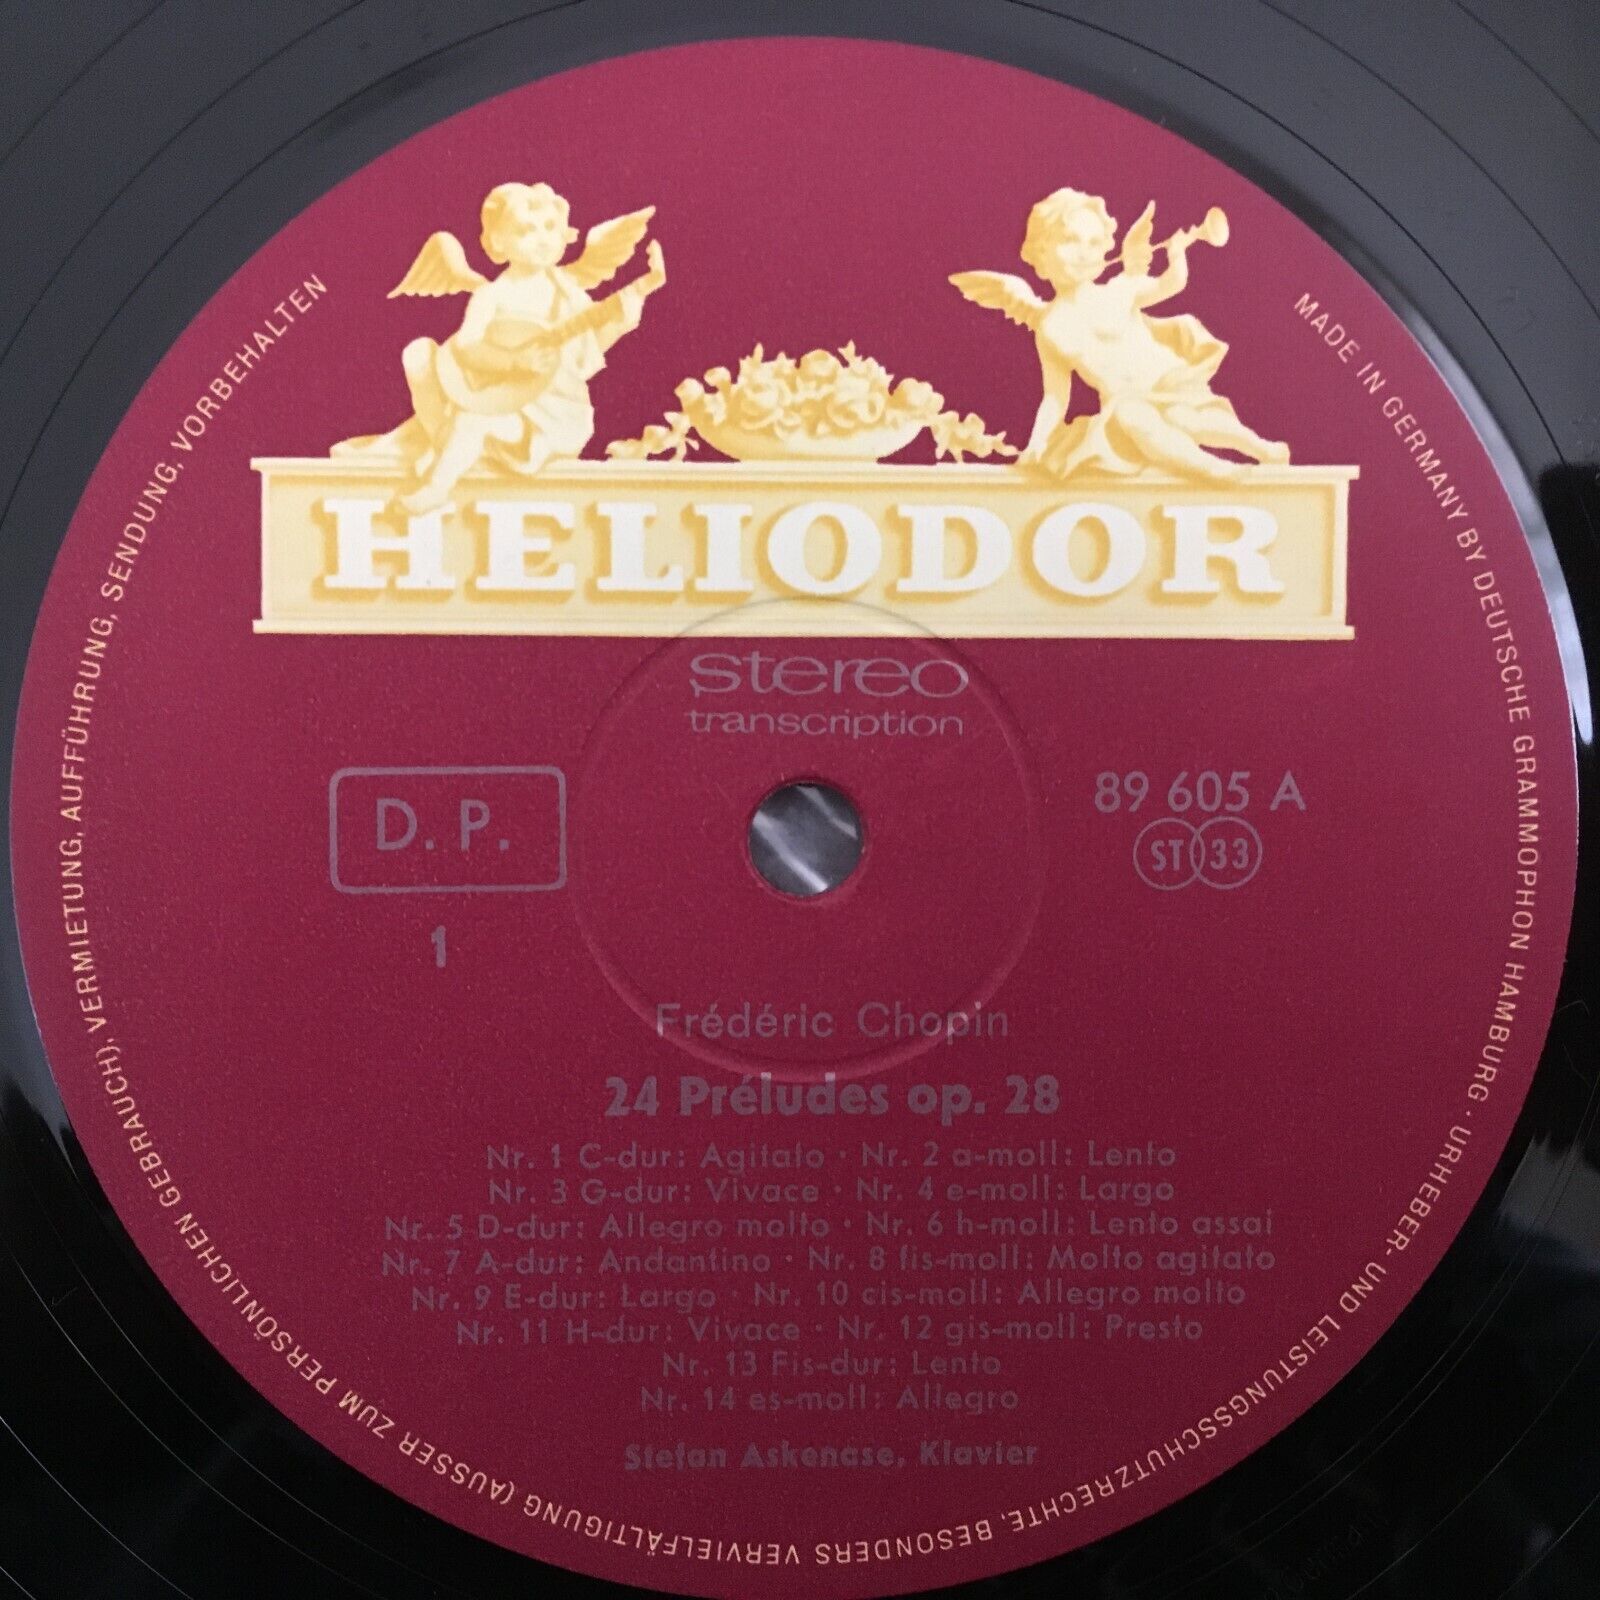 HELIODOR
stereo
transcription
D. P.
89 605 A
ST 33
1
Frédéric Chopin
24 Préludes op. 28
Nr. 1 C-dur: Agitato · Nr. 2 a-moll: Lento
Nr. 3 G-dur: Vivace · Nr. 4 e-moll: Largo
Nr. 5 D-dur: Allegro molto · Nr. 6 h-moll: Lento assai
Nr. 7 A-dur: Andantino · Nr. 8 fis-moll: Molto agitato
Nr. 9 E-dur: Largo · Nr. 10 cis-moll: Allegro molto
Nr. 11 H-dur: Vivace · Nr. 12 gis-moll: Presto
Nr. 13 Fis-dur: Lento
Nr. 14 es-moll: Allegro
Stefan Askenase, Klavier
MADE IN GERMANY BY DEUTSCHE GRAMMOPHON HAMBURG · URHEBER- UND LEISTUNGSSCHUTZRECHTE, BESONDERS VERVIELFÄLTIGUNG (AUSSER ZUM PERSÖNLICHEN GEBRAUCH), VERMIETUNG, AUFFÜHRUNG, SENDUNG, VORBEHALTEN